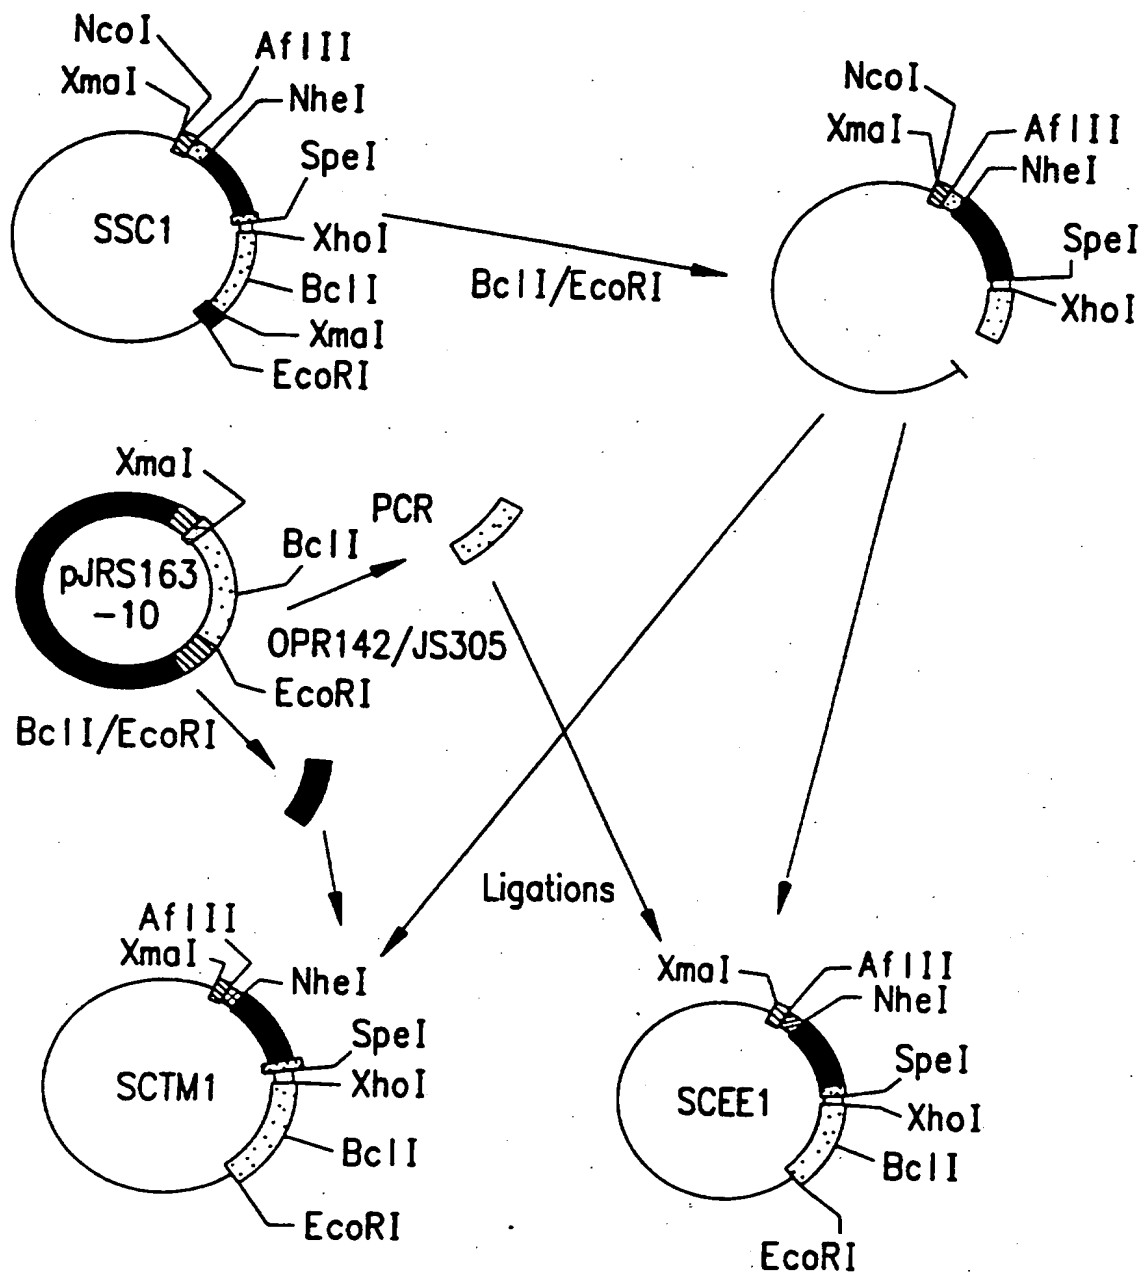 NcoI
AflII
XmaI
NheI
SpeI
SSC1
XhoI
BclI
XmaI
EcoRI
BclI/EcoRI
NcoI
XmaI
AflII
NheI
SpeI
XhoI
XmaI
PCR
BclI
pJRS163
-10
OPR142/JS305
EcoRI
BclI/EcoRI
Ligations
AflII
XmaI
NheI
SpeI
SCTM1
XhoI
BclI
EcoRI
XmaI
AflII
NheI
SpeI
SCEE1
XhoI
BclI
EcoRI